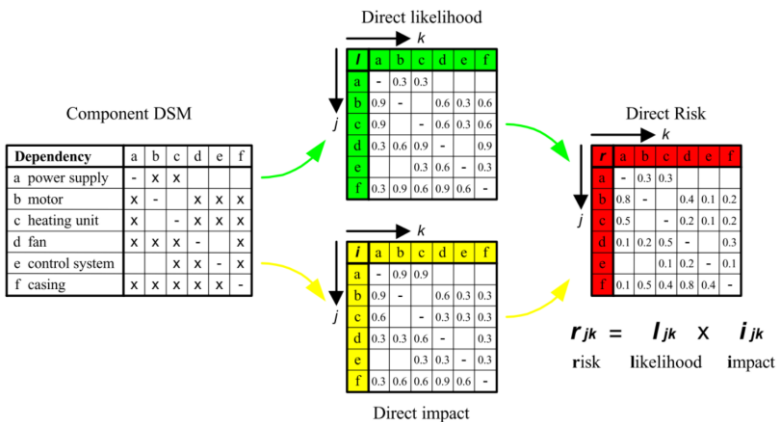 Direct likelihood
k
j
l a b c d e f
a - 0.3 0.3
b 0.9 - 0.6 0.3 0.6
c 0.9 - 0.6 0.3 0.6
d 0.3 0.6 0.9 - 0.9
e 0.3 0.6 - 0.3
f 0.3 0.9 0.6 0.9 0.6 -
Component DSM
Dependency a b c d e f
a power supply - x x
b motor x - x x x
c heating unit x - x x x
d fan x x x - x
e control system x x - x
f casing x x x x x -
k
j
i a b c d e f
a - 0.9 0.9
b 0.9 - 0.6 0.3 0.3
c 0.6 - 0.3 0.3 0.3
d 0.3 0.3 0.6 - 0.3
e 0.3 0.3 - 0.3
f 0.3 0.6 0.6 0.9 0.6 -
Direct impact
Direct Risk
k
j
r a b c d e f
a - 0.3 0.3
b 0.8 - 0.4 0.1 0.2
c 0.5 - 0.2 0.1 0.2
d 0.1 0.2 0.5 - 0.3
e 0.1 0.2 - 0.1
f 0.1 0.5 0.4 0.8 0.4 -
r jk = l jk x i jk
risk likelihood impact